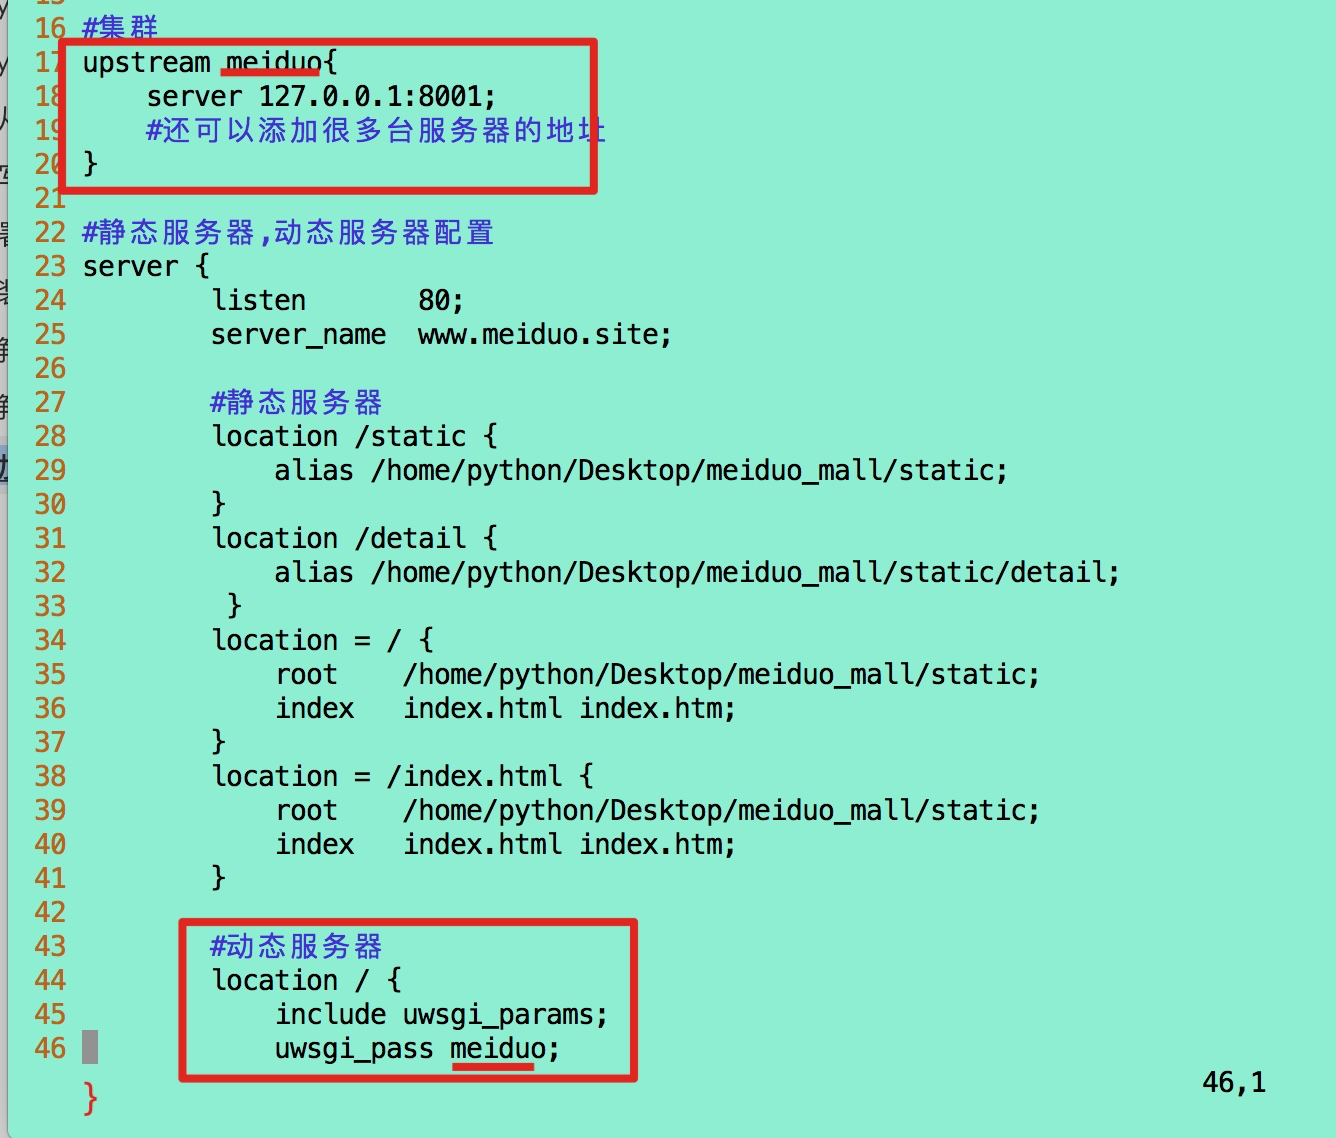 16 #集群
17 upstream meiduo{
18     server 127.0.0.1:8001;
19     #还可以添加很多台服务器的地址
20 }
21
22 #静态服务器,动态服务器配置
23 server {
24         listen       80;
25         server_name  www.meiduo.site;
26
27         #静态服务器
28         location /static {
29             alias /home/python/Desktop/meiduo_mall/static;
30         }
31         location /detail {
32             alias /home/python/Desktop/meiduo_mall/static/detail;
33          }
34         location = / {
35             root    /home/python/Desktop/meiduo_mall/static;
36             index   index.html index.htm;
37         }
38         location = /index.html {
39             root    /home/python/Desktop/meiduo_mall/static;
40             index   index.html index.htm;
41         }
42
43         #动态服务器
44         location / {
45             include uwsgi_params;
46             uwsgi_pass meiduo;
46,1
}